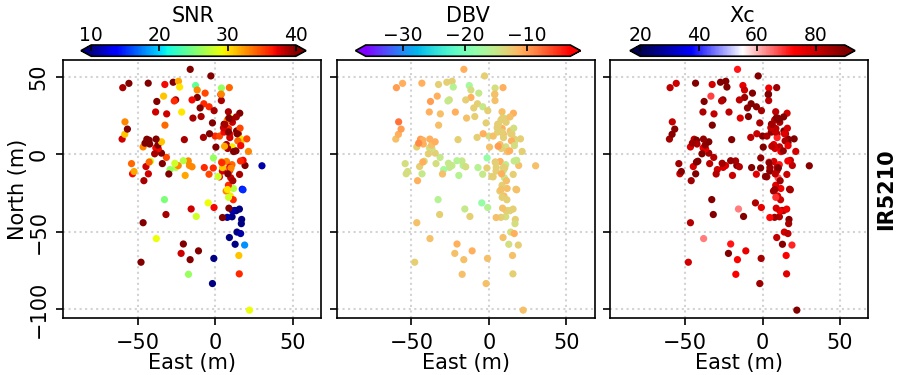 SNR DBV Xc
10 20 30 40 −30 −20 −10 20 40 60 80
50
0
−50
−100
North (m)
−50 0 50 −50 0 50 −50 0 50
East (m) East (m) East (m)
IR5210